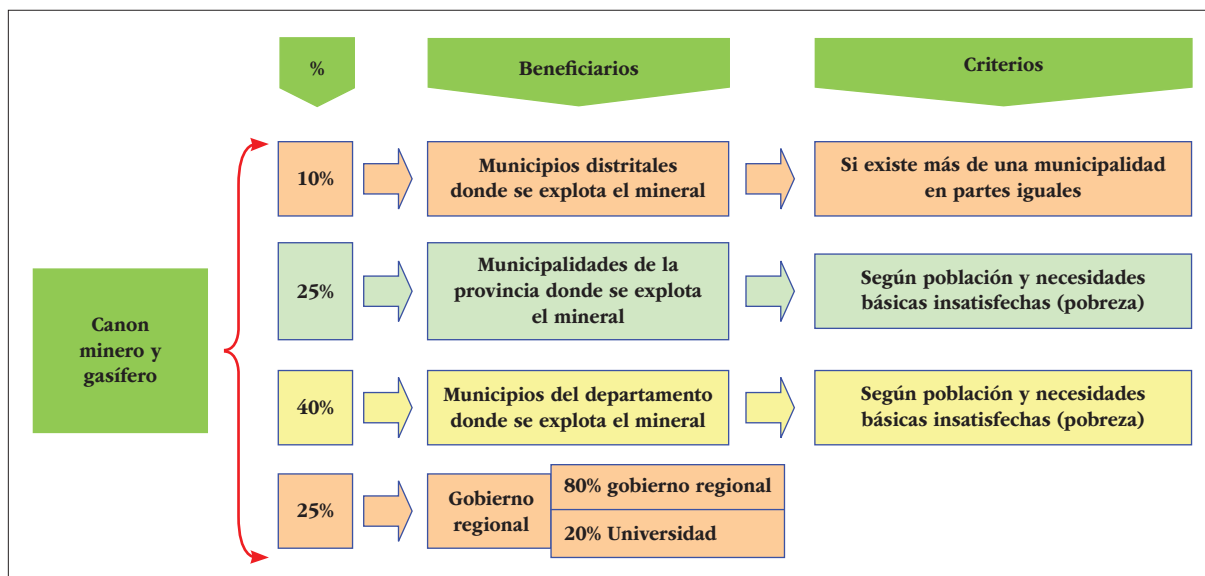 %
Beneficiarios
Criterios
Canon
minero y
gasífero
10%
Municipios distritales
donde se explota el mineral
Si existe más de una municipalidad
en partes iguales
25%
Municipalidades de la
provincia donde se explota
el mineral
Según población y necesidades
básicas insatisfechas (pobreza)
40%
Municipios del departamento
donde se explota el mineral
Según población y necesidades
básicas insatisfechas (pobreza)
25%
Gobierno
regional
80% gobierno regional
20% Universidad